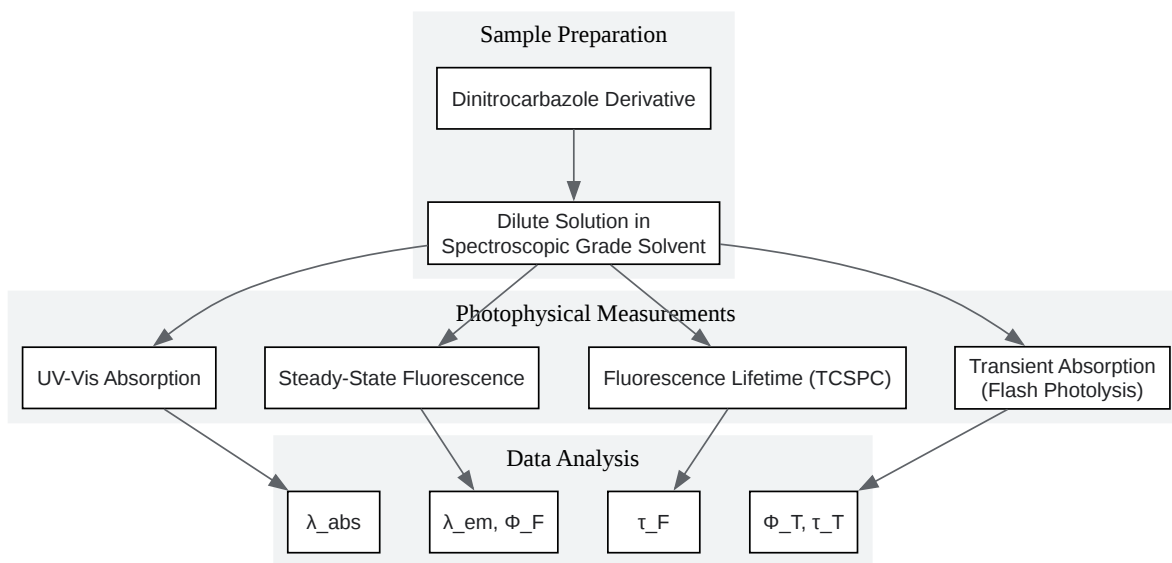 Sample Preparation
Dinitrocarbazole Derivative
Dilute Solution in
Spectroscopic Grade Solvent
Photophysical Measurements
UV-Vis Absorption
Steady-State Fluorescence
Fluorescence Lifetime (TCSPC)
Transient Absorption
(Flash Photolysis)
Data Analysis
λ_abs
λ_em, Φ_F
τ_F
Φ_T, τ_T